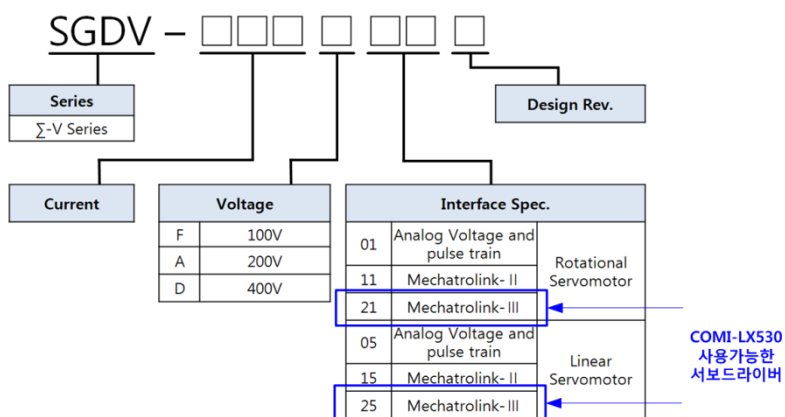 SGDV – □□□ □ □□ □
Series
∑-V Series
Design Rev.
Current
Voltage
F 100V
A 200V
D 400V
Interface Spec.
01 Analog Voltage and
pulse train
11 Mechatrolink-Ⅱ
21 Mechatrolink-Ⅲ
Rotational
Servomotor
05 Analog Voltage and
pulse train
15 Mechatrolink-Ⅱ
25 Mechatrolink-Ⅲ
Linear
Servomotor
COMI-LX530
사용가능한
서보드라이버